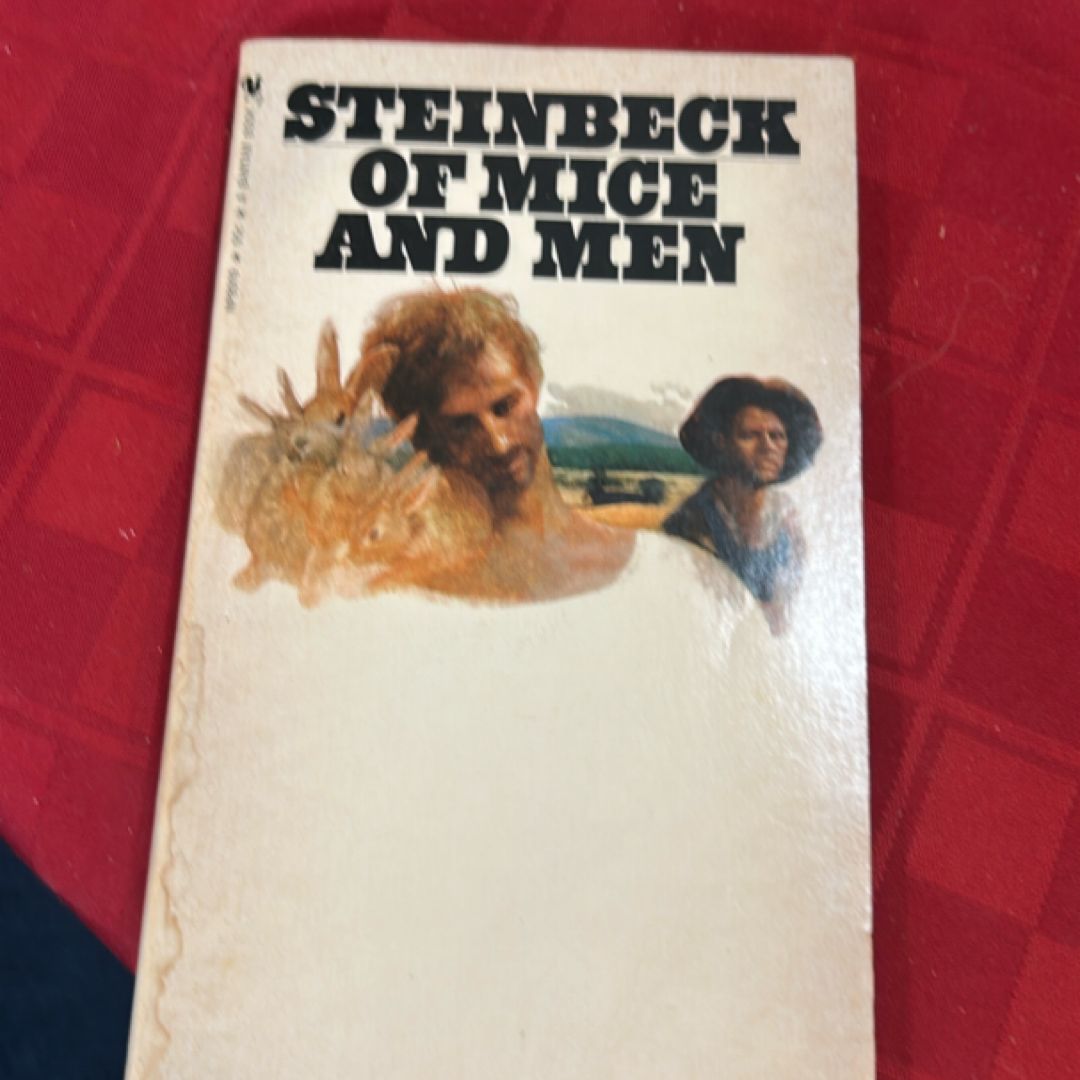 STEINBECK
OF MICE
AND MEN